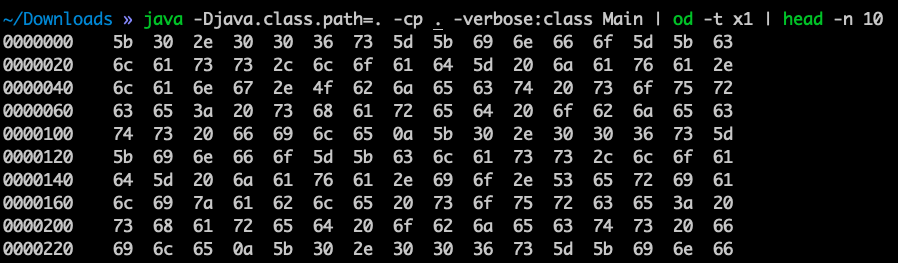 ~/Downloads » java -Djava.class.path=. -cp . -verbose:class Main | od -t x1 | head -n 10
0000000 5b 30 2e 30 30 36 73 5d 5b 69 6e 66 6f 5d 5b 63
0000020 6c 61 73 73 2c 6c 6f 61 64 5d 20 6a 61 76 61 2e
0000040 6c 61 6e 67 2e 4f 62 6a 65 63 74 20 73 6f 75 72
0000060 63 65 3a 20 73 68 61 72 65 64 20 6f 62 6a 65 63
0000100 74 73 20 66 69 6c 65 0a 5b 30 2e 30 30 36 73 5d
0000120 5b 69 6e 66 6f 5d 5b 63 6c 61 73 73 2c 6c 6f 61
0000140 64 5d 20 6a 61 76 61 2e 69 6f 2e 53 65 72 69 61
0000160 6c 69 7a 61 62 6c 65 20 73 6f 75 72 63 65 3a 20
0000200 73 68 61 72 65 64 20 6f 62 6a 65 63 74 73 20 66
0000220 69 6c 65 0a 5b 30 2e 30 30 36 73 5d 5b 69 6e 66